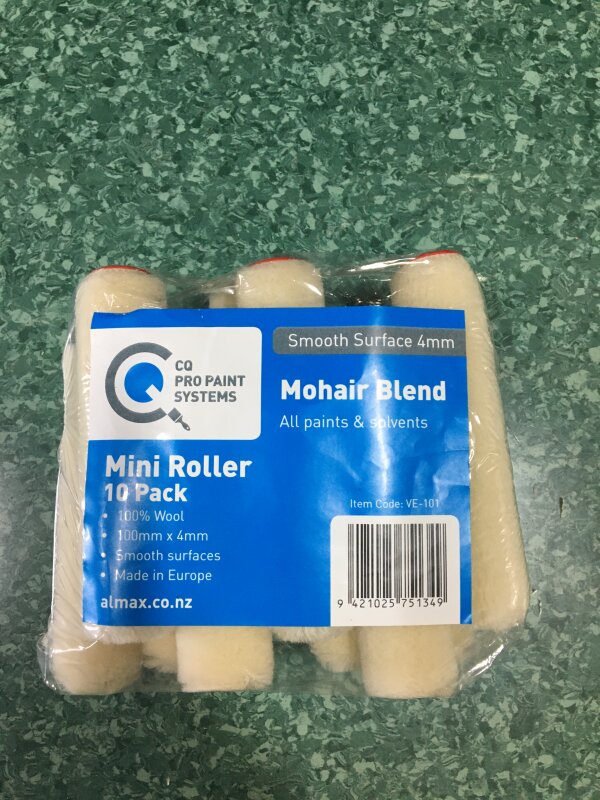 CQ
PRO PAINT
SYSTEMS
Smooth Surface 4mm
Mohair Blend
All paints & solvents
Mini Roller
10 Pack
• 100% Wool
• 100mm x 4mm
• Smooth surfaces
• Made in Europe
almax.co.nz
Item Code: VE-101
9 421025 751349